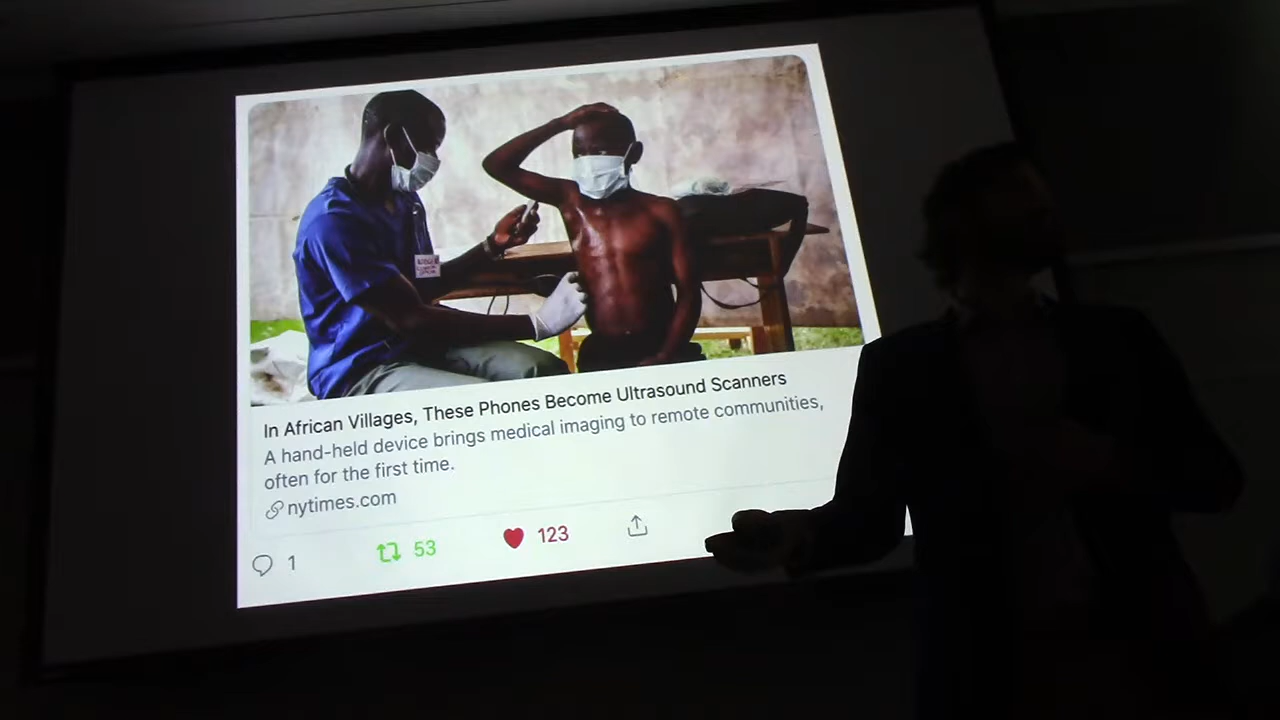 In African Villages, These Phones Become Ultrasound Scanners
A hand-held device brings medical imaging to remote communities,
often for the first time.
nytimes.com
1 53 123